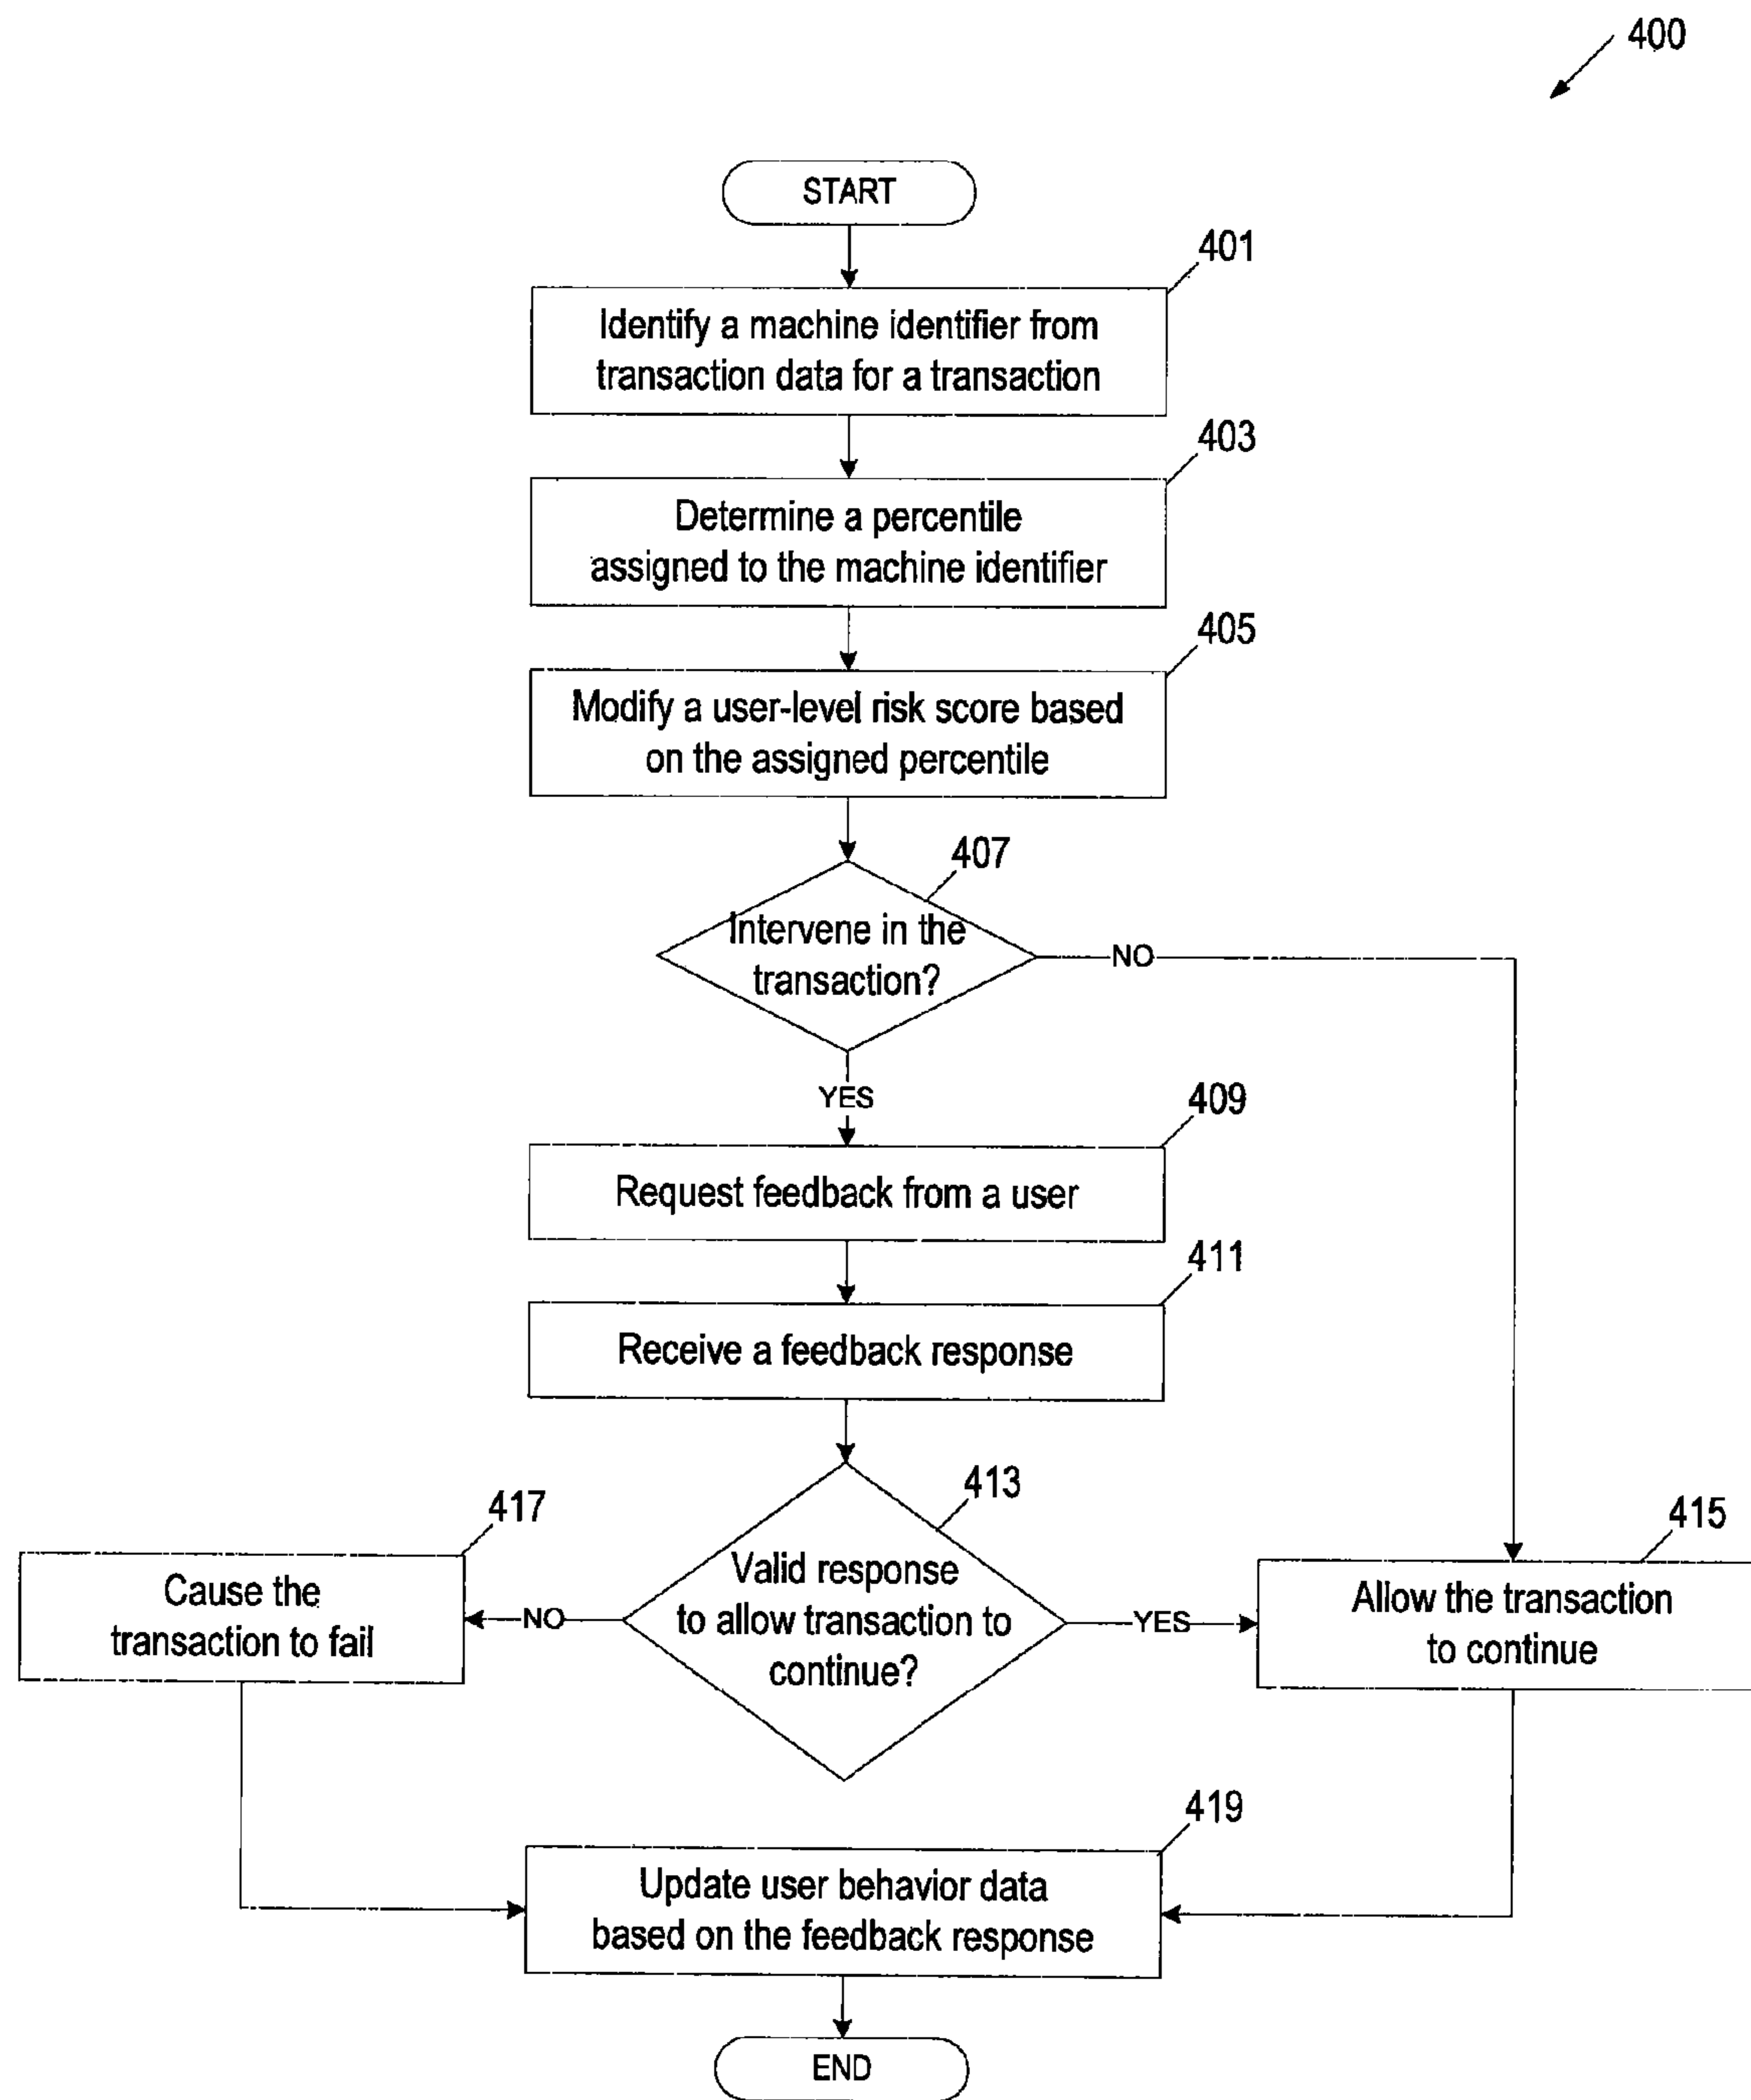 400
START
401
Identify a machine identifier from
transaction data for a transaction
403
Determine a percentile
assigned to the machine identifier
405
Modify a user-level risk score based
on the assigned percentile
407
Intervene in the
transaction?
NO
YES
409
Request feedback from a user
411
Receive a feedback response
413
Valid response
to allow transaction to
continue?
NO
YES
417
Cause the
transaction to fail
415
Allow the transaction
to continue
419
Update user behavior data
based on the feedback response
END